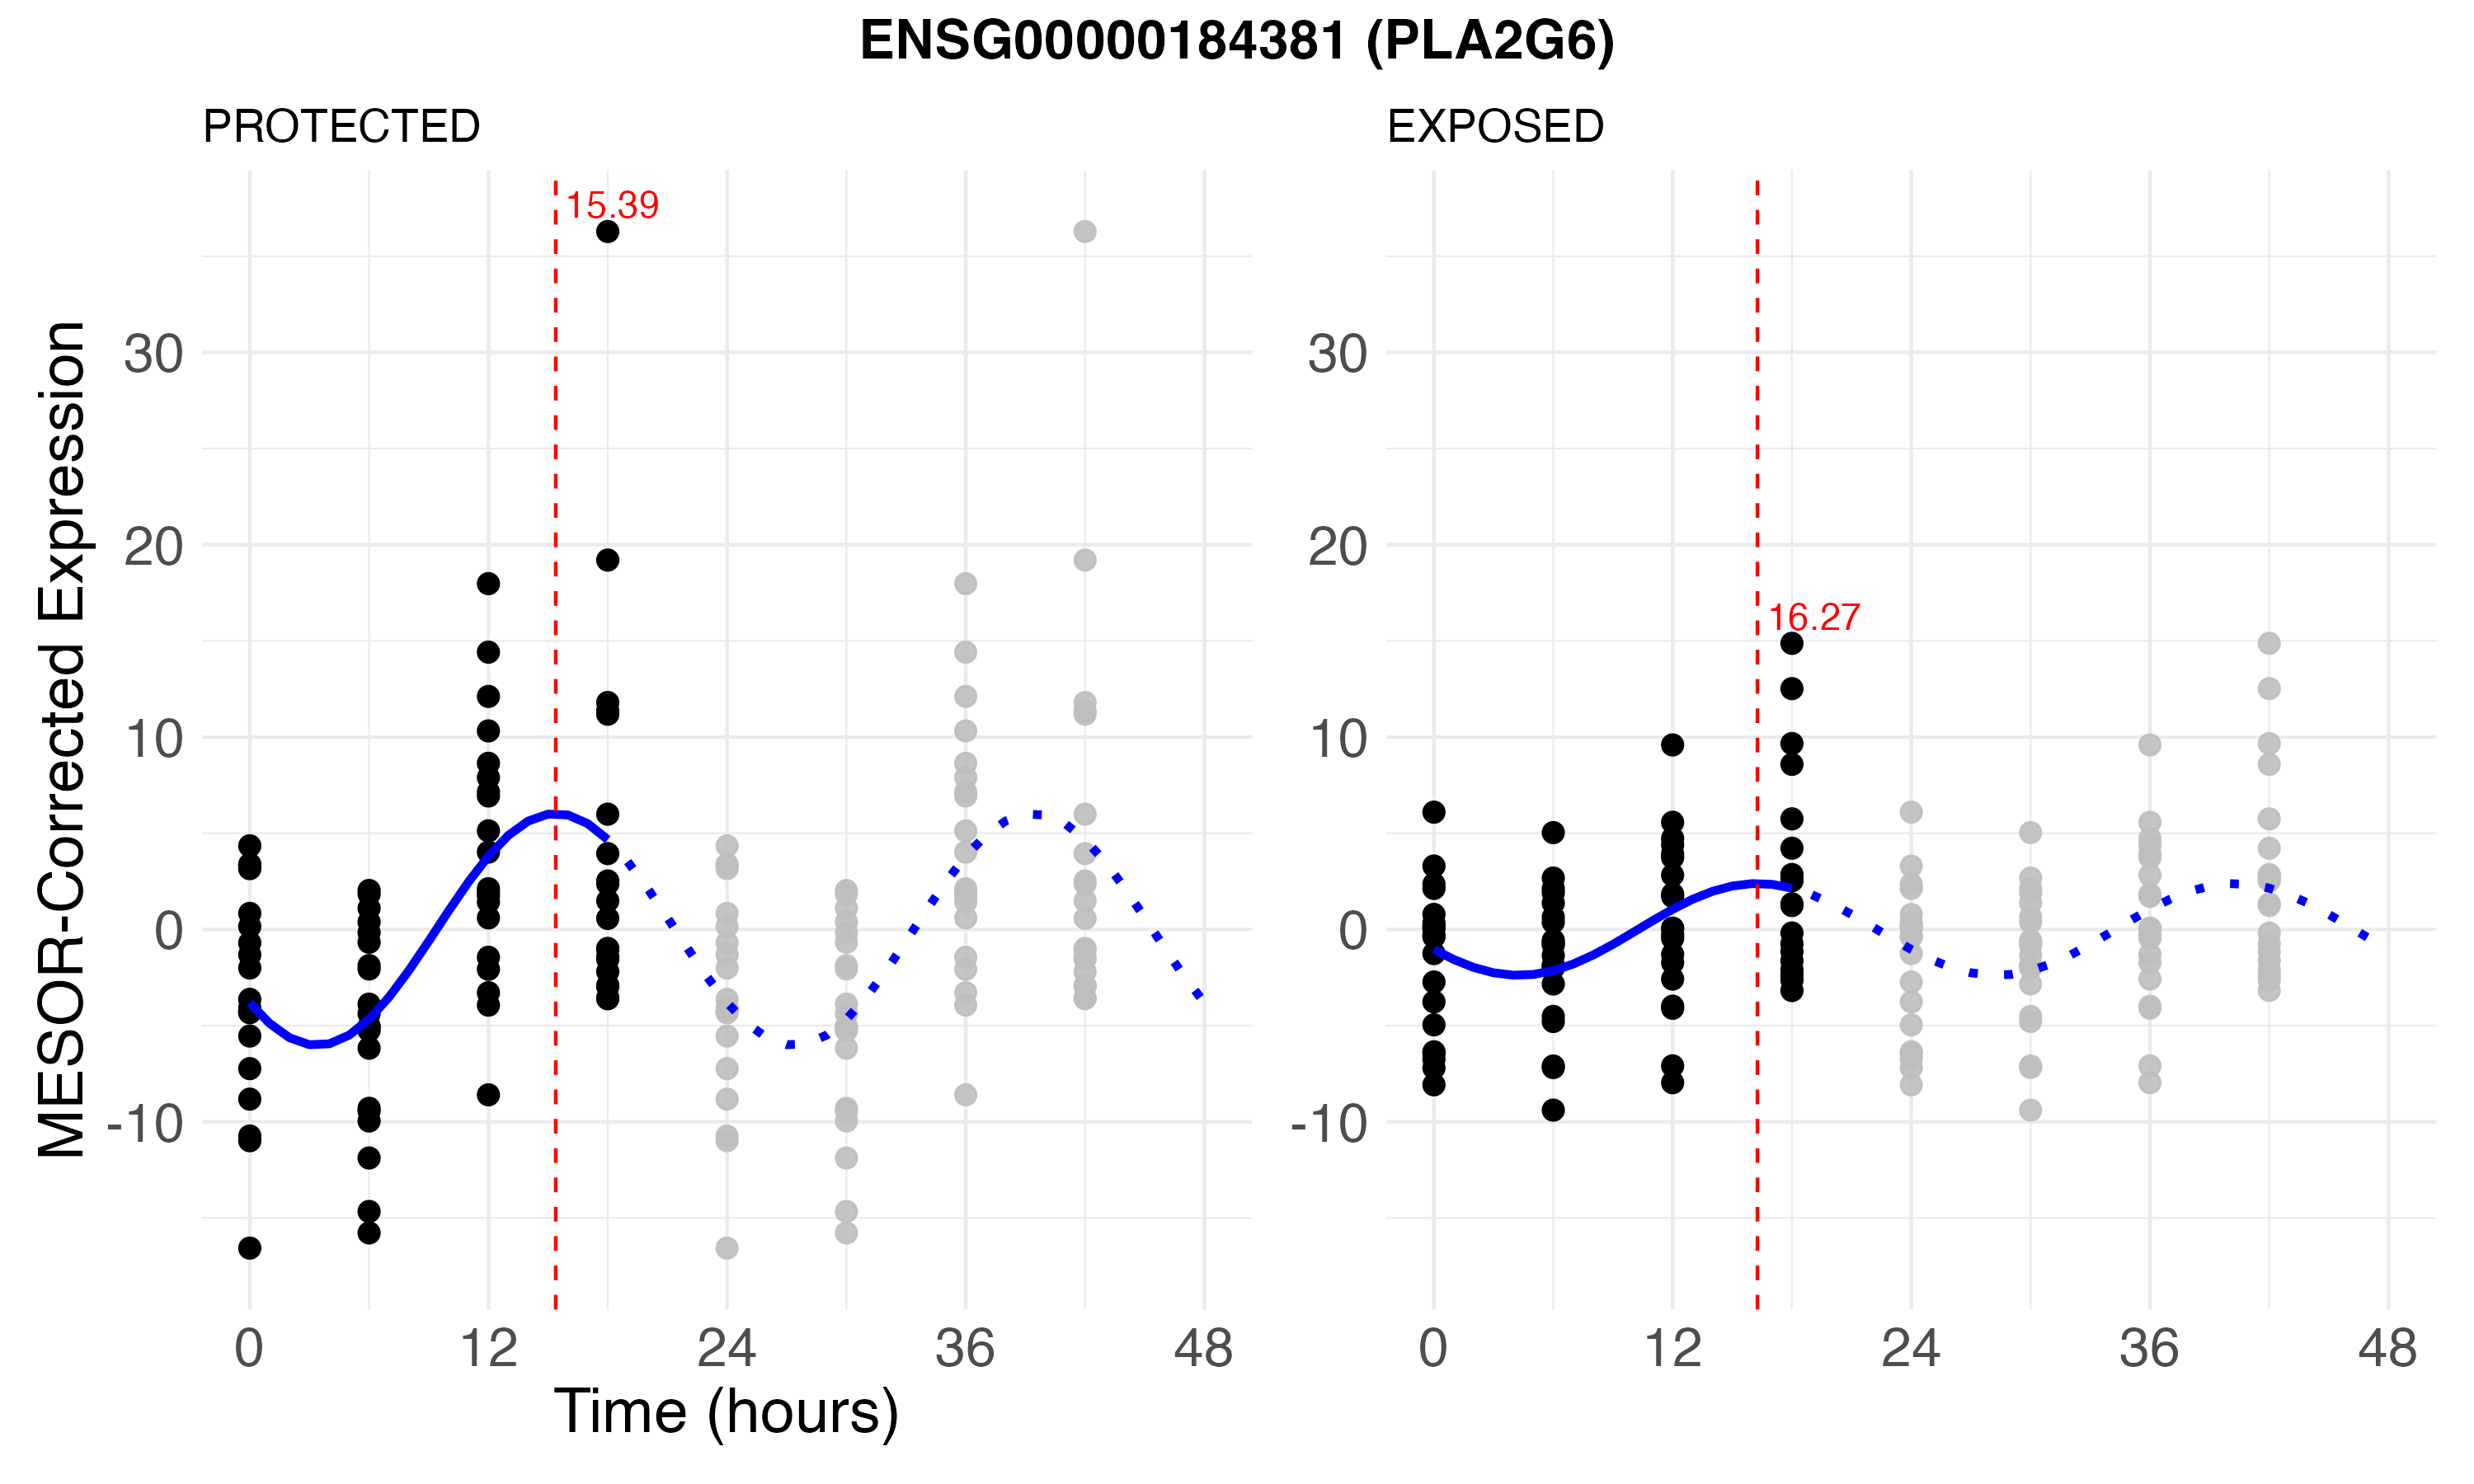 ENSG00000184381 (PLA2G6)
PROTECTED
EXPOSED
MESOR-Corrected Expression
30
20
10
0
-10
15.39
0 12 24 36 48
30
20
10
0
-10
16.27
0 12 24 36 48
Time (hours)